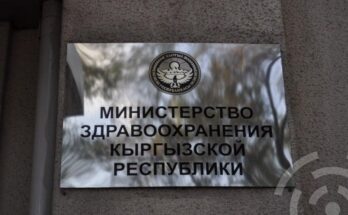 МИНИСТЕРСТВО
ЗДРАВООХРАНЕНИЯ
КЫРГЫЗСКОЙ
РЕСПУБЛИКИ